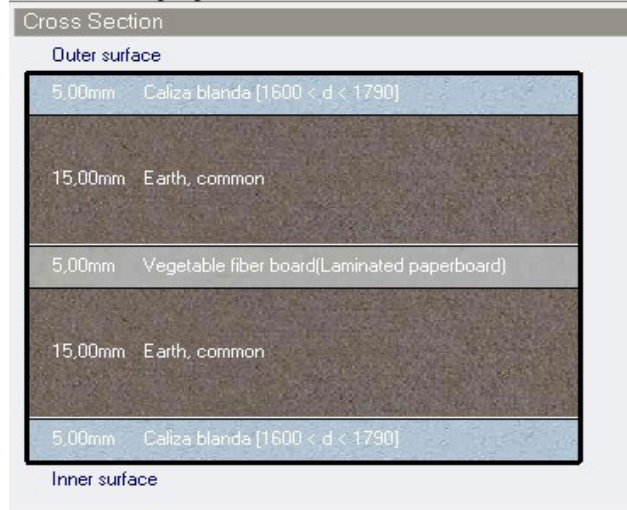 Cross Section
Outer surface
5,00mm Caliza blanda [1600 < d < 1790]
15,00mm Earth, common
5,00mm Vegetable fiber board(Laminated paperboard)
15,00mm Earth, common
5,00mm Caliza blanda [1600 < d < 1790]
Inner surface